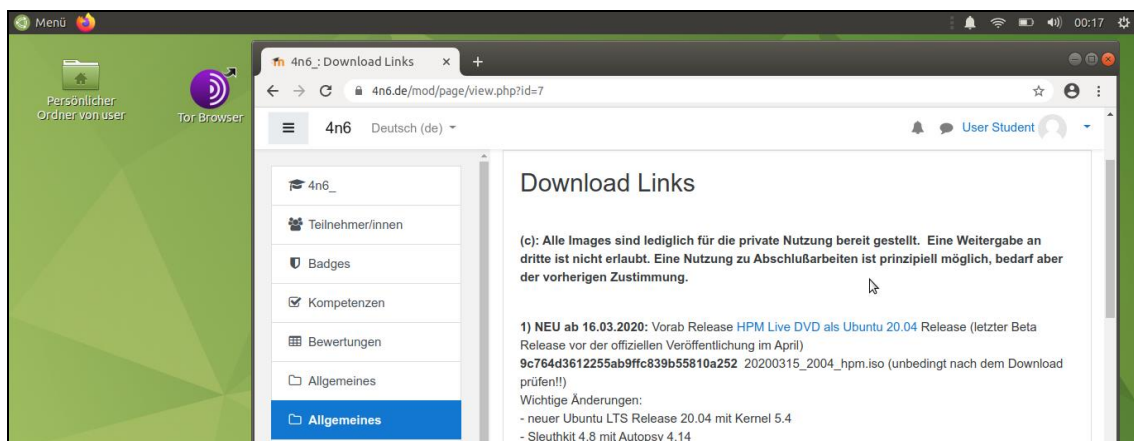 Menü
00:17
Persönlicher
Ordner von user
Tor Browser
4n6_: Download Links
4n6.de/mod/page/view.php?id=7
4n6 Deutsch (de)
User Student
4n6_
Teilnehmer/innen
Badges
Kompetenzen
Bewertungen
Allgemeines
Allgemeines
Download Links
(c): Alle Images sind lediglich für die private Nutzung bereit gestellt. Eine Weitergabe an
dritte ist nicht erlaubt. Eine Nutzung zu Abschlußarbeiten ist prinzipiell möglich, bedarf aber
der vorherigen Zustimmung.
1) NEU ab 16.03.2020: Vorab Release HPM Live DVD als Ubuntu 20.04 Release (letzter Beta
Release vor der offiziellen Veröffentlichung im April)
9c764d3612255ab9ffc839b55810a252 20200315_2004_hpm.iso (unbedingt nach dem Download
prüfen!!)
Wichtige Änderungen:
- neuer Ubuntu LTS Release 20.04 mit Kernel 5.4
- Sleuthkit 4.8 mit Autopsy 4.14